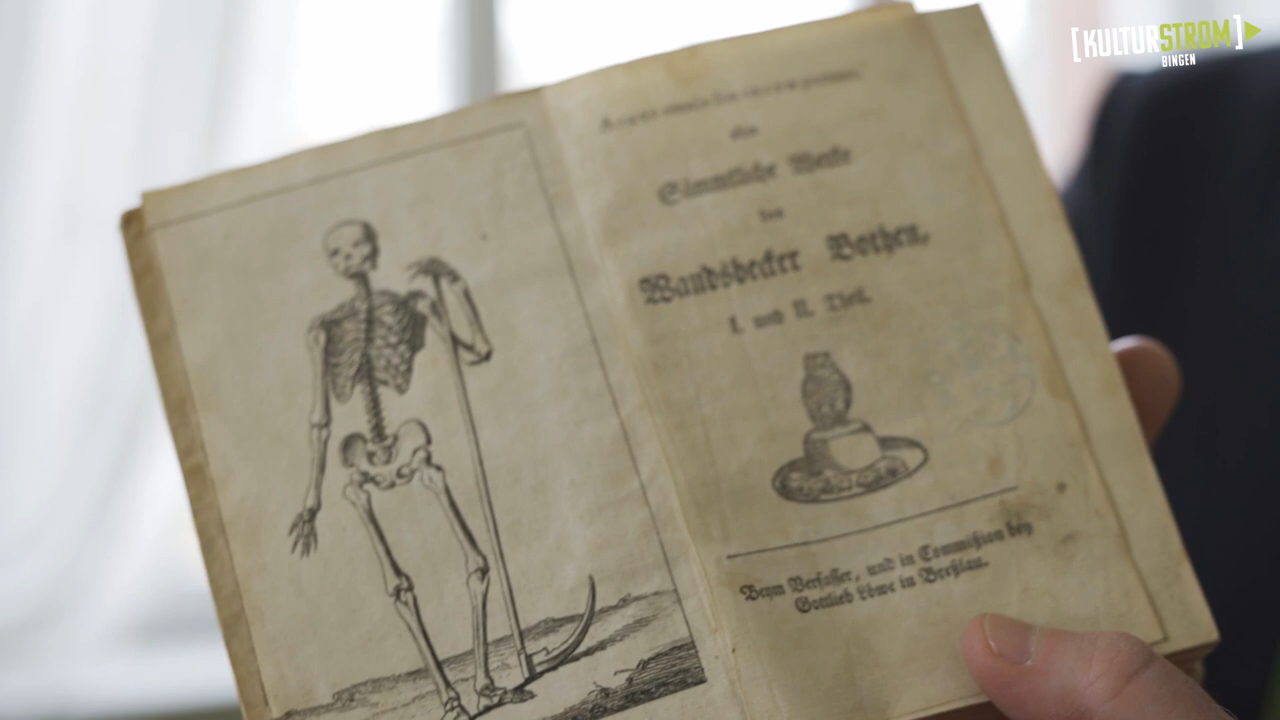 [KULTURSTROM]
BINGEN
oder
Sämmtliche Werke
des
Wandsbecker Bothen,
I. und II. Theil.
Beym Verfasser, und in Commißion bey
Gottlieb Löwe in Breßlau.